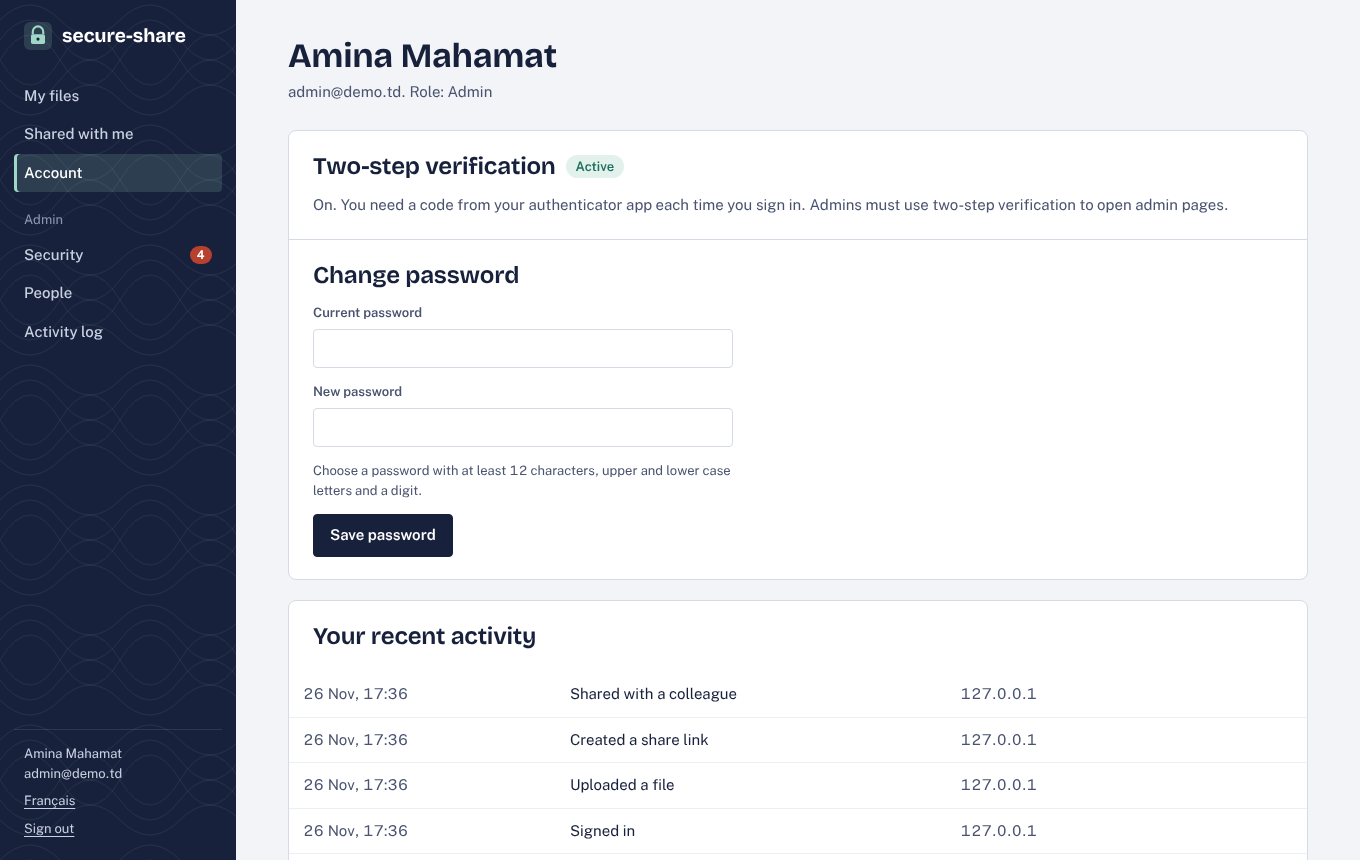 secure-share
My files
Shared with me
Account
Admin
Security 4
People
Activity log
Amina Mahamat
admin@demo.td
Français
Sign out
Amina Mahamat
admin@demo.td. Role: Admin
Two-step verification Active
On. You need a code from your authenticator app each time you sign in. Admins must use two-step verification to open admin pages.
Change password
Current password
New password
Choose a password with at least 12 characters, upper and lower case
letters and a digit.
Save password
Your recent activity
26 Nov, 17:36 Shared with a colleague 127.0.0.1
26 Nov, 17:36 Created a share link 127.0.0.1
26 Nov, 17:36 Uploaded a file 127.0.0.1
26 Nov, 17:36 Signed in 127.0.0.1